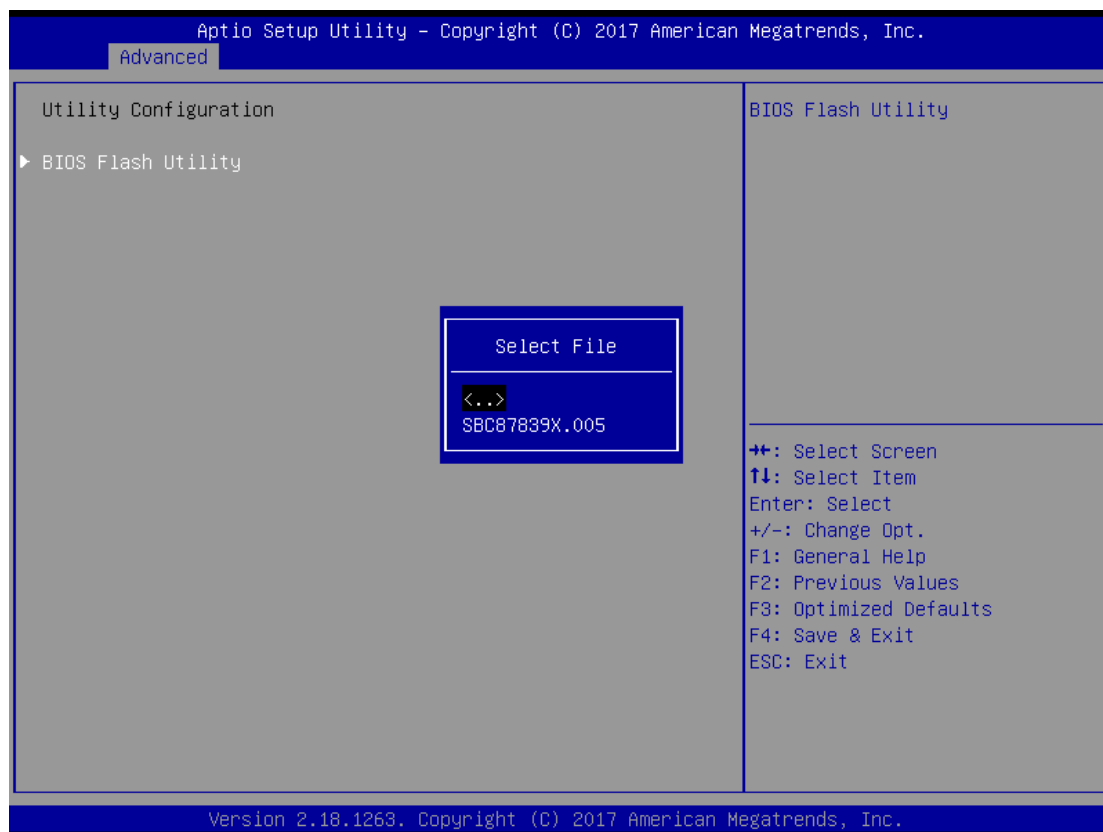 Aptio Setup Utility – Copyright (C) 2017 American Megatrends, Inc.
Advanced
Utility Configuration
BIOS Flash Utility
▶ BIOS Flash Utility
Select File
<..>
SBC87839X.005
→←: Select Screen
↑↓: Select Item
Enter: Select
+/-: Change Opt.
F1: General Help
F2: Previous Values
F3: Optimized Defaults
F4: Save & Exit
ESC: Exit
Version 2.18.1263. Copyright (C) 2017 American Megatrends, Inc.